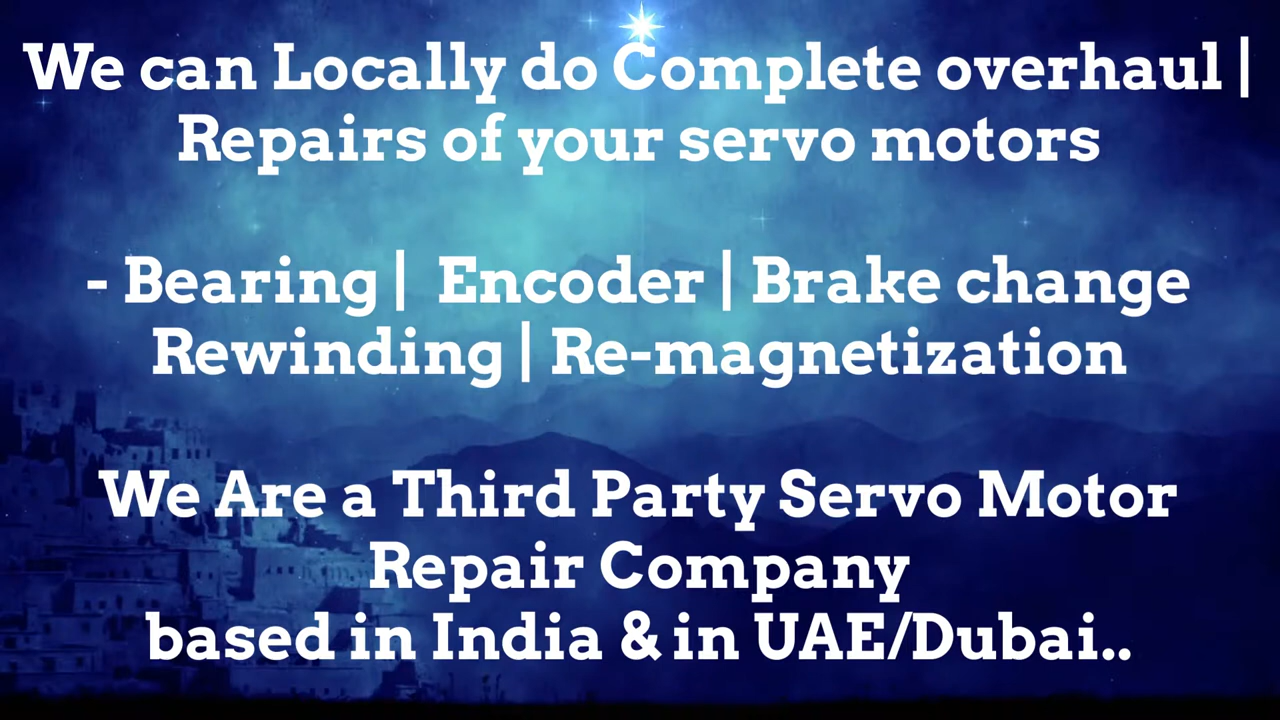 We can Locally do Complete overhaul |
Repairs of your servo motors
- Bearing |  Encoder | Brake change
Rewinding | Re-magnetization
We Are a Third Party Servo Motor
Repair Company
based in India & in UAE/Dubai..